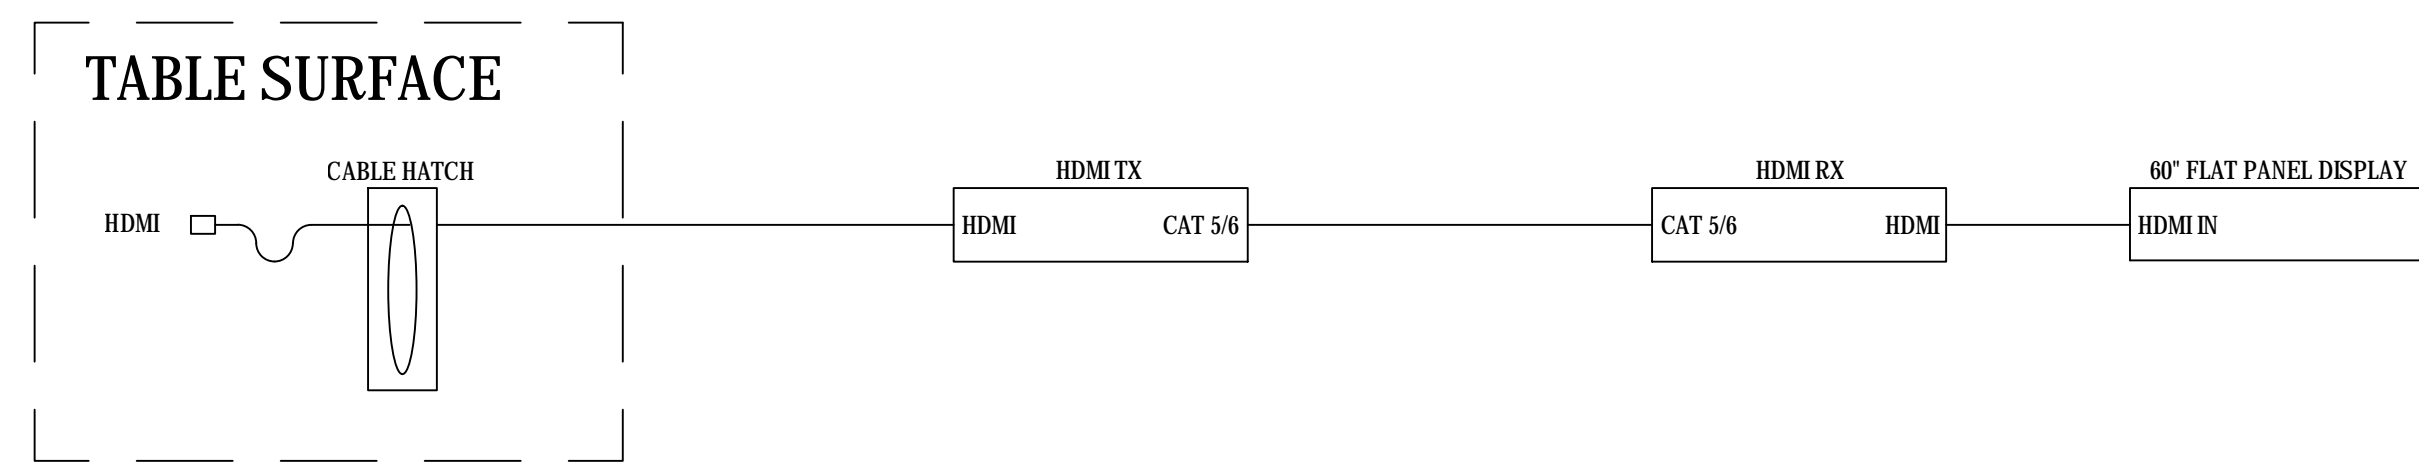 TABLE SURFACE
CABLE HATCH
HDMI
HDMI TX
HDMI CAT 5/6
HDMI RX
CAT 5/6 HDMI
60" FLAT PANEL DISPLAY
HDMI IN